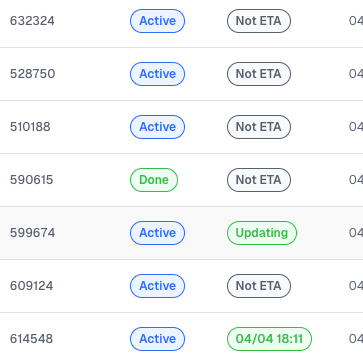 632324 Active Not ETA 04
528750 Active Not ETA 04
510188 Active Not ETA 04
590615 Done Not ETA 04
599674 Active Updating 04
609124 Active Not ETA 04
614548 Active 04/04 18:11 04